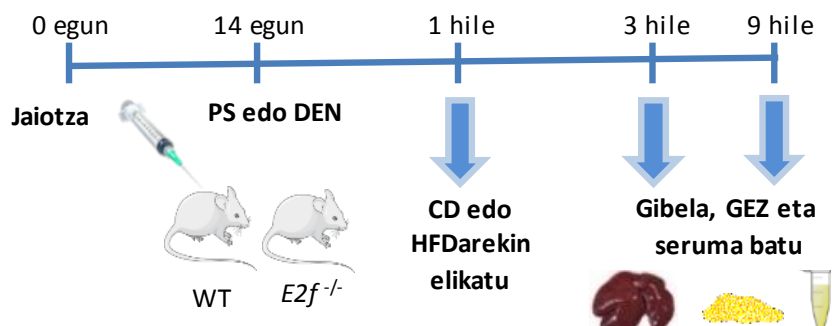 0 egun 14 egun 1 hile 3 hile 9 hile
Jaiotza PS edo DEN
CD edo HFDarekin elikatu
Gibela, GEZ eta seruma batu
WT E2f -/-